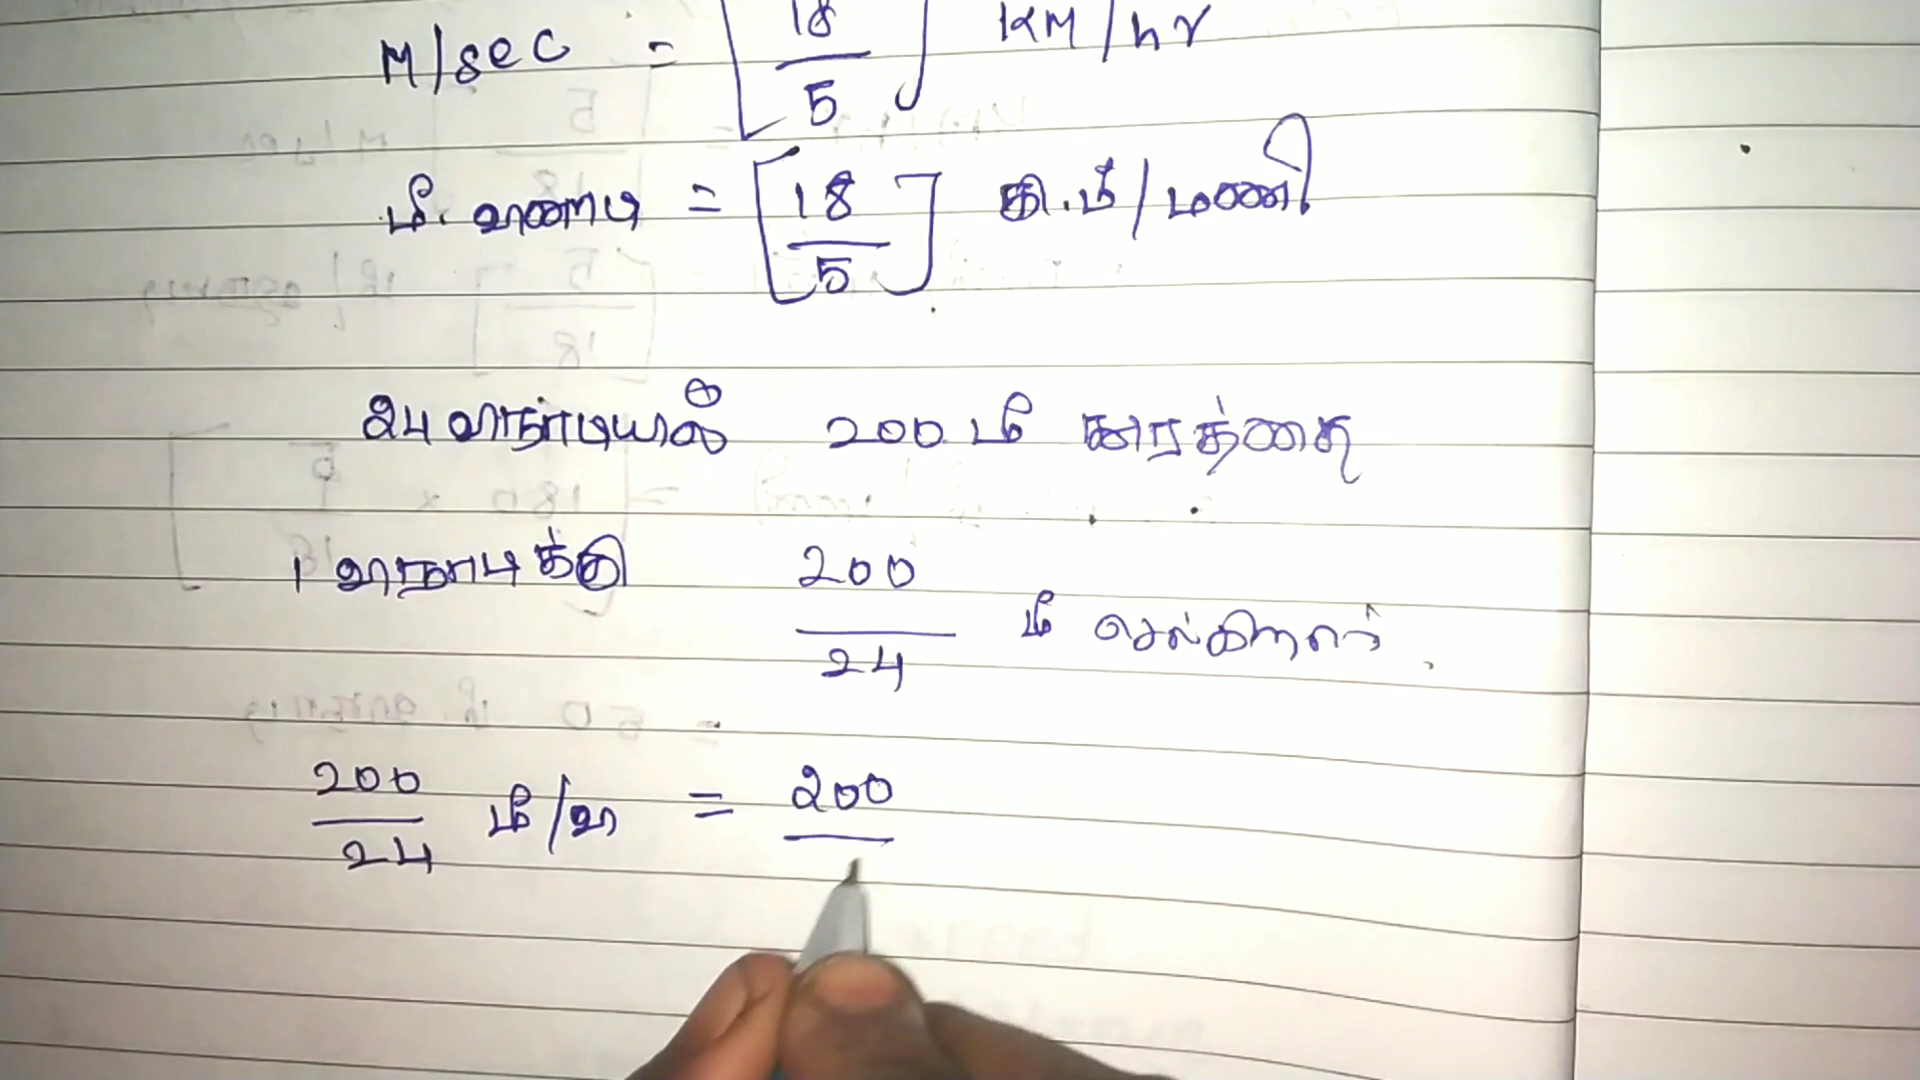 M/sec = [18/5] KM/hr
மீ. வினாடி = [18/5] கி.மீ/மணி
24 வினாடியில் 200 மீ தூரத்தை
1 வினாடிக்கு 200/24 மீ செல்கிறார்.
200/24 மீ/வி = 200